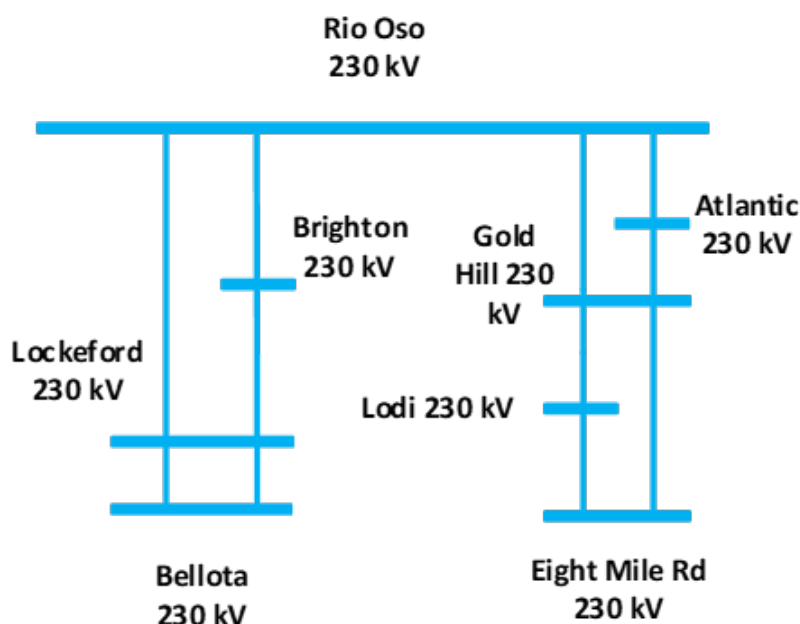 Rio Oso
230 kV
Atlantic
230 kV
Brighton
230 kV
Gold
Hill 230
kV
Lockeford
230 kV
Lodi 230 kV
Bellota
230 kV
Eight Mile Rd
230 kV